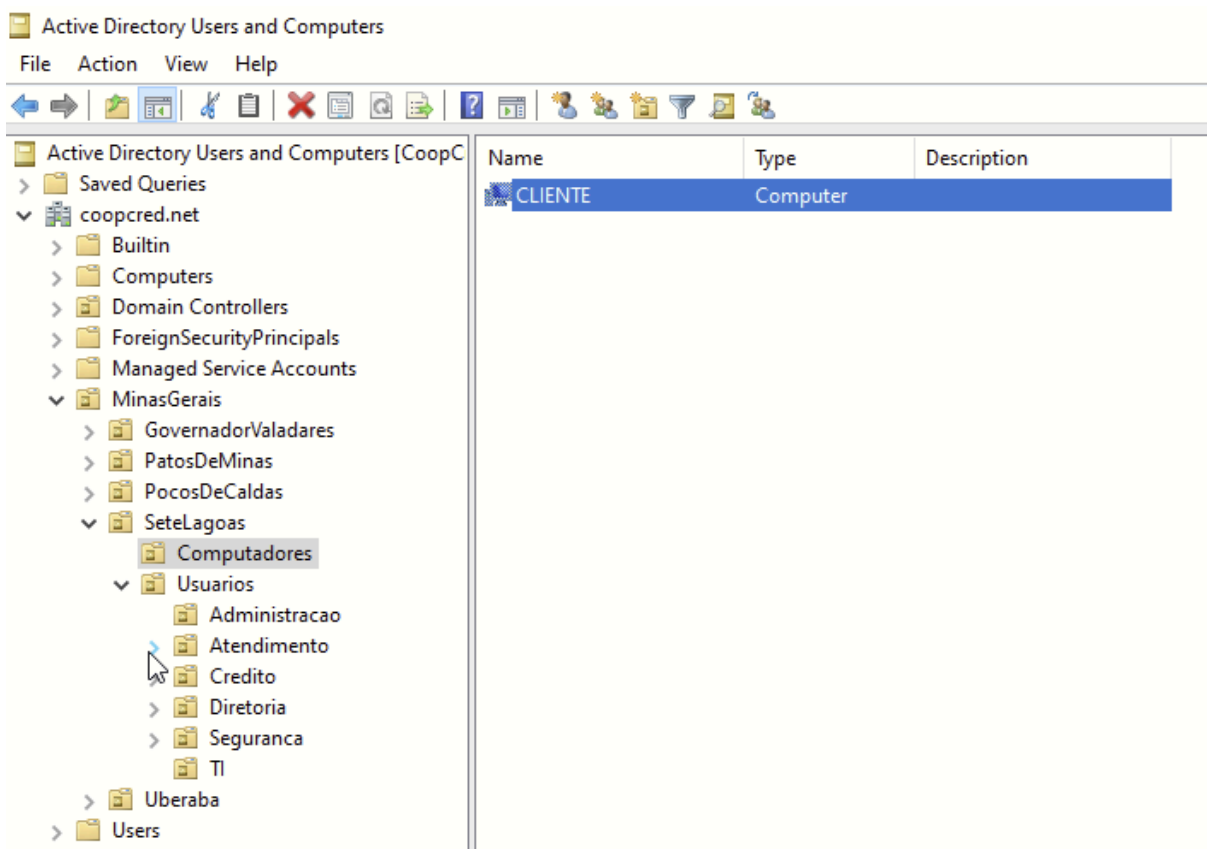 Active Directory Users and Computers
File Action View Help
Active Directory Users and Computers [CoopC
Saved Queries
coopcred.net
Builtin
Computers
Domain Controllers
ForeignSecurityPrincipals
Managed Service Accounts
MinasGerais
GovernadorValadares
PatosDeMinas
PocosDeCaldas
SeteLagoas
Computadores
Usuarios
Administracao
Atendimento
Credito
Diretoria
Seguranca
TI
Uberaba
Users
Name Type Description
CLIENTE Computer